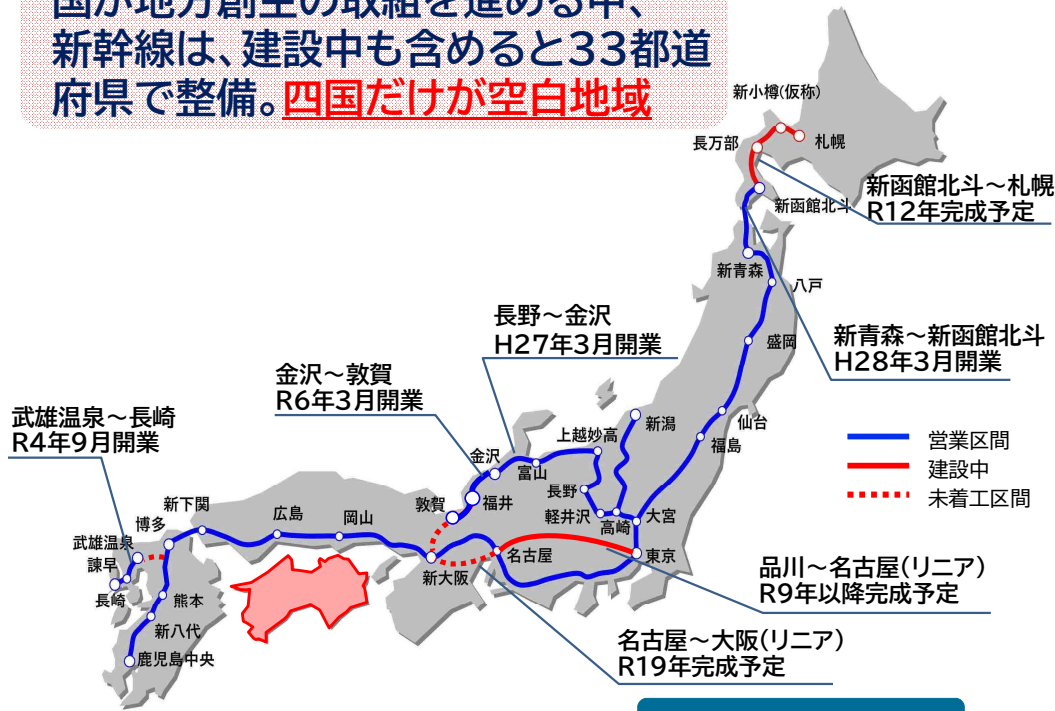 国が地方創生の取組を進める中、
新幹線は、建設中も含めると33都道
府県で整備。四国だけが空白地域
新小樽(仮称)
長万部
札幌
新函館北斗～札幌
R12年完成予定
新函館北斗
新青森
八戸
新青森～新函館北斗
H28年3月開業
盛岡
長野～金沢
H27年3月開業
金沢～敦賀
R6年3月開業
武雄温泉～長崎
R4年9月開業
仙台
福島
新潟
上越妙高
金沢
富山
長野
福井
敦賀
軽井沢
高崎
大宮
営業区間
建設中
未着工区間
新下関
博多
広島
岡山
武雄温泉
諫早
長崎
熊本
新八代
鹿児島中央
新大阪
名古屋
東京
品川～名古屋(リニア)
R9年以降完成予定
名古屋～大阪(リニア)
R19年完成予定